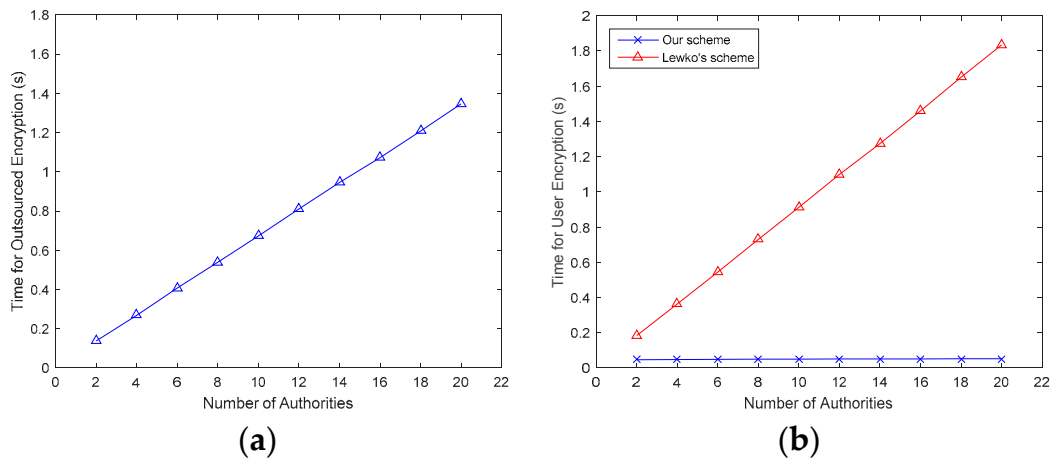 1.8
1.6
1.4
1.2
1
0.8
0.6
0.4
0.2
0
Time for Outsourced Encryption (s)
0 2 4 6 8 10 12 14 16 18 20 22
Number of Authorities
(a)
2
1.8
1.6
1.4
1.2
1
0.8
0.6
0.4
0.2
0
Time for User Encryption (s)
Our scheme
Lewko's scheme
0 2 4 6 8 10 12 14 16 18 20 22
Number of Authorities
(b)